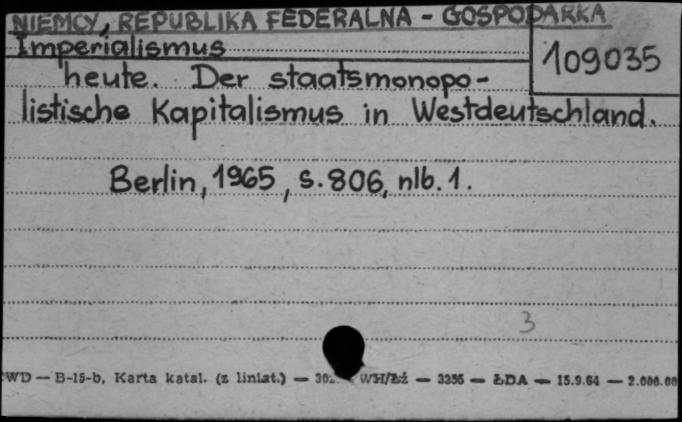 NIEMCY, REPUBLIKA FEDERALNA - GOSPODARKA
Imperialismus
109035
heute. Der staatsmonopo-
listische Kapitalismus in Westdeutschland.
Berlin, 1965, s. 806, nlb. 1.
3
WD — B-15-b, Karta katal. (z liniat.) — WH/Łź — 3255 — ŁDA — 15.9.64 — 2.000.00